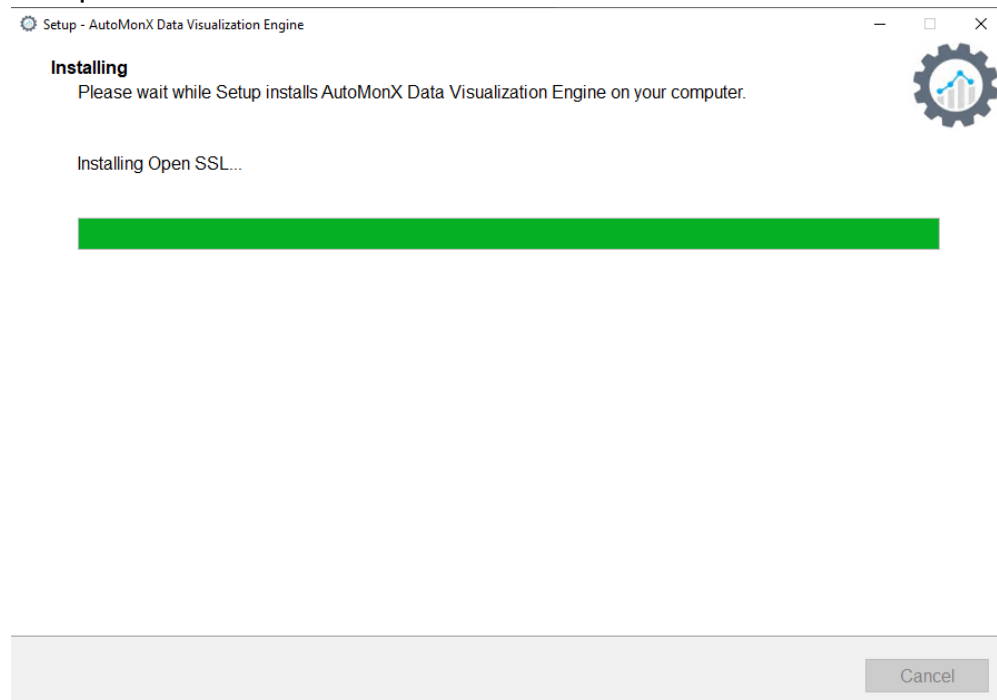 Setup - AutoMonX Data Visualization Engine
Installing
Please wait while Setup installs AutoMonX Data Visualization Engine on your computer.
Installing Open SSL...
Cancel